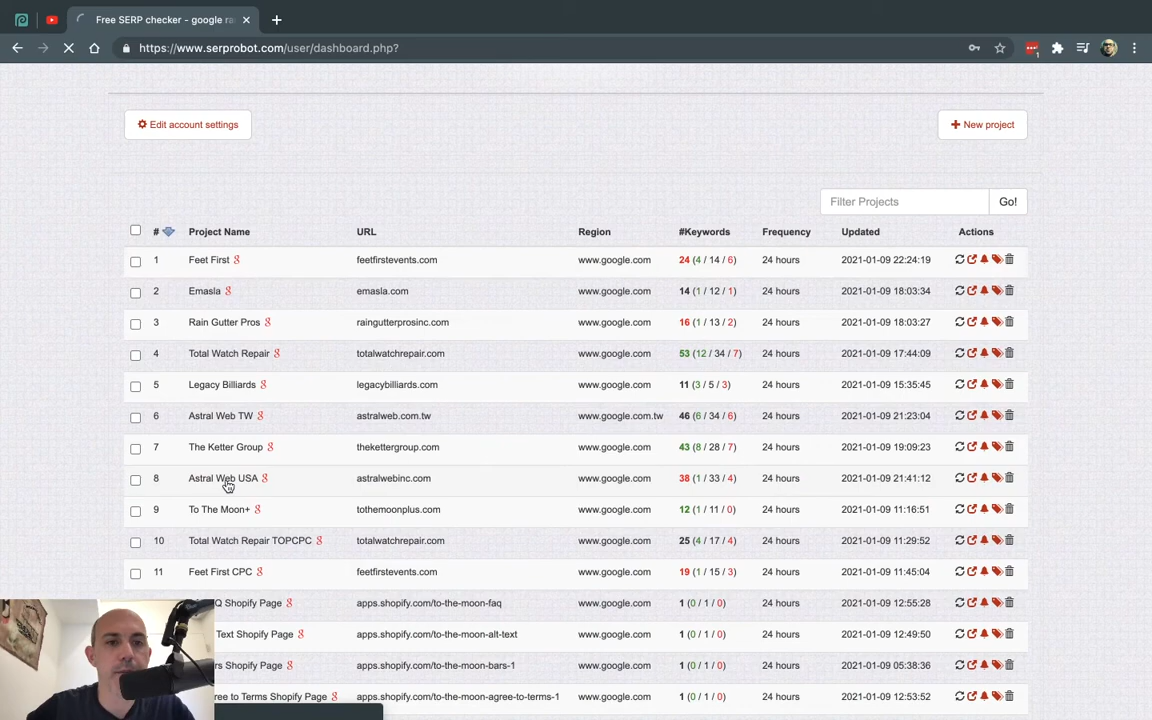 Free SERP checker - google ra
https://www.serprobot.com/user/dashboard.php?
1
Edit account settings
New project
Filter Projects Go!
# Project Name URL Region #Keywords Frequency Updated Actions
1 Feet First feetfirstevents.com www.google.com 24 (4 / 14 / 6) 24 hours 2021-01-09 22:24:19
2 Emasla emasla.com www.google.com 14 (1 / 12 / 1) 24 hours 2021-01-09 18:03:34
3 Rain Gutter Pros raingutterprosinc.com www.google.com 16 (1 / 13 / 2) 24 hours 2021-01-09 18:03:27
4 Total Watch Repair totalwatchrepair.com www.google.com 53 (12 / 34 / 7) 24 hours 2021-01-09 17:44:09
5 Legacy Billiards legacybilliards.com www.google.com 11 (3 / 5 / 3) 24 hours 2021-01-09 15:35:45
6 Astral Web TW astralweb.com.tw www.google.com.tw 46 (6 / 34 / 6) 24 hours 2021-01-09 21:23:04
7 The Ketter Group thekettergroup.com www.google.com 43 (8 / 28 / 7) 24 hours 2021-01-09 19:09:23
8 Astral Web USA astralwebinc.com www.google.com 38 (1 / 33 / 4) 24 hours 2021-01-09 21:41:12
9 To The Moon+ tothemoonplus.com www.google.com 12 (1 / 11 / 0) 24 hours 2021-01-09 11:16:51
10 Total Watch Repair TOPCPC totalwatchrepair.com www.google.com 25 (4 / 17 / 4) 24 hours 2021-01-09 11:29:52
11 Feet First CPC feetfirstevents.com www.google.com 19 (1 / 15 / 3) 24 hours 2021-01-09 11:45:04
Q Shopify Page apps.shopify.com/to-the-moon-faq www.google.com 1 (0 / 1 / 0) 24 hours 2021-01-09 12:55:28
Text Shopify Page apps.shopify.com/to-the-moon-alt-text www.google.com 1 (0 / 1 / 0) 24 hours 2021-01-09 12:49:50
rs Shopify Page apps.shopify.com/to-the-moon-bars-1 www.google.com 1 (0 / 1 / 0) 24 hours 2021-01-09 05:38:36
ree to Terms Shopify Page apps.shopify.com/to-the-moon-agree-to-terms-1 www.google.com 1 (0 / 1 / 0) 24 hours 2021-01-09 12:53:52